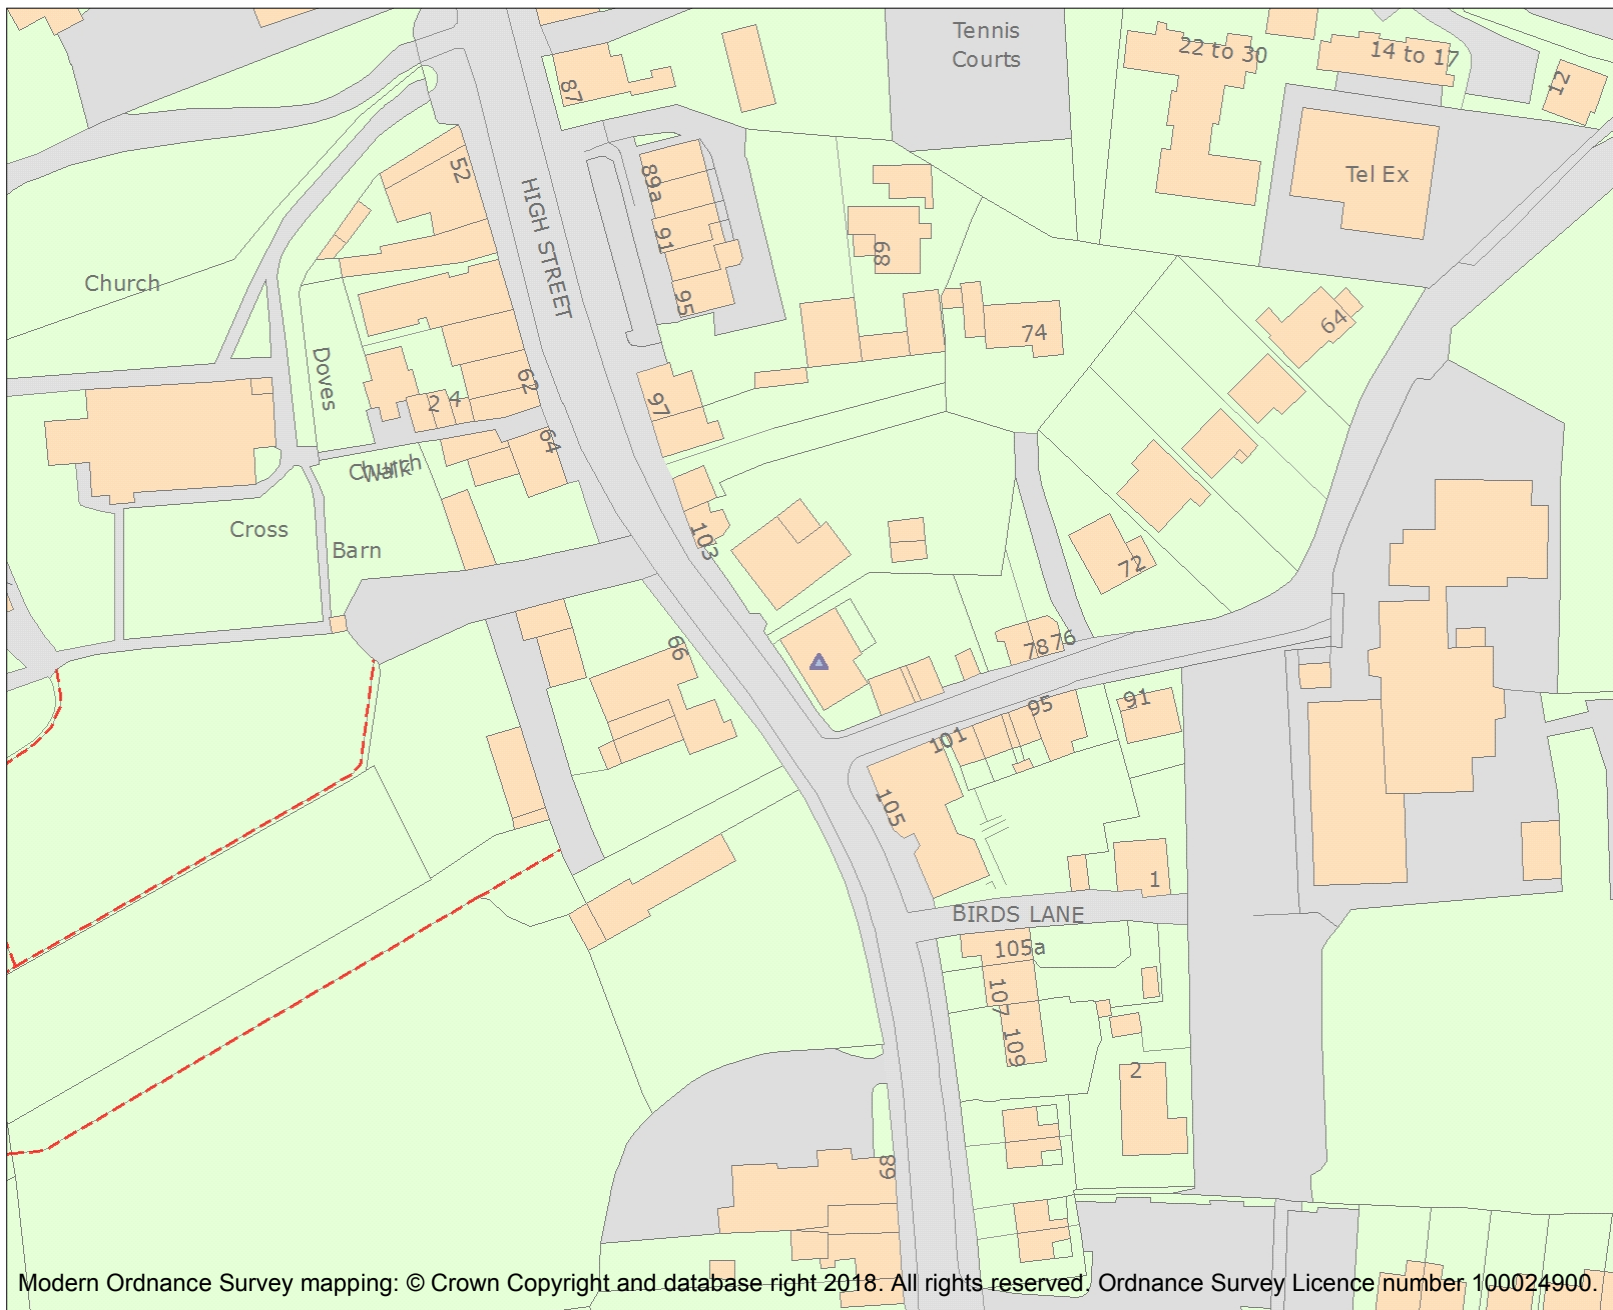 Tennis
Courts
22 to 30
14 to 17
12
87
Tel Ex
52
89a
HIGH STREET
91
68
95
Church
64
74
Doves
62
97
2 4
64
Church
Walk
Cross
Barn
103
72
66
78 76
91
95
101
105
1
BIRDS LANE
105a
107
109
2
68
Modern Ordnance Survey mapping: © Crown Copyright and database right 2018. All rights reserved. Ordnance Survey Licence number 100024900.